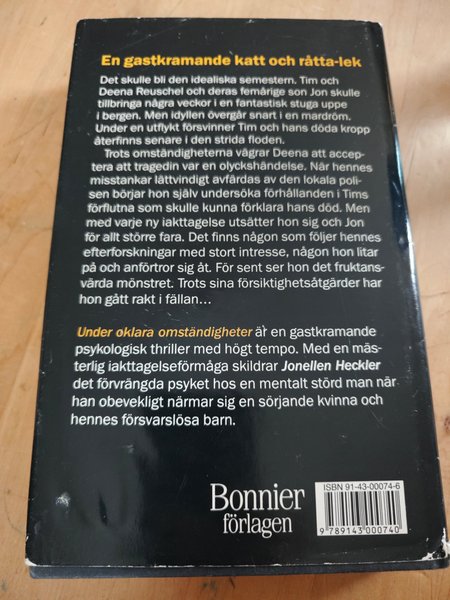 En gastkramande katt och råtta-lek
Det skulle bli den idealiska semestern. Tim och
Deena Reuschel och deras femårige son Jon skulle
tillbringa några veckor i en fantastisk stuga uppe
i bergen. Men idyllen övergår snart i en mardröm.
Under en utflykt försvinner Tim och hans döda kropp
återfinns senare i den strida floden.
Trots omständigheterna vägrar Deena att accep-
tera att tragedin var en olyckshändelse. När hennes
misstankar lättvindigt avfärdas av den lokala poli-
sen börjar hon själv undersöka förhållanden i Tims
förflutna som skulle kunna förklara hans död. Men
med varje ny iakttagelse utsätter hon sig och Jon
för allt större fara. Det finns någon som följer hennes
efterforskningar med stort intresse, någon hon litar
på och anförtror sig åt. För sent ser hon det fruktans-
värda mönstret. Trots sina försiktighetsåtgärder har
hon gått rakt i fällan...
Under oklara omständigheter är en gastkramande
psykologisk thriller med högt tempo. Med en mäs-
terlig iakttagelseförmåga skildrar Jonellen Heckler
det förvrängda psyket hos en mentalt störd man när
han obevekligt närmar sig en sörjande kvinna och
hennes försvarslösa barn.
Bonnier
förlagen
ISBN 91-43-00074-6
9 789143 000740